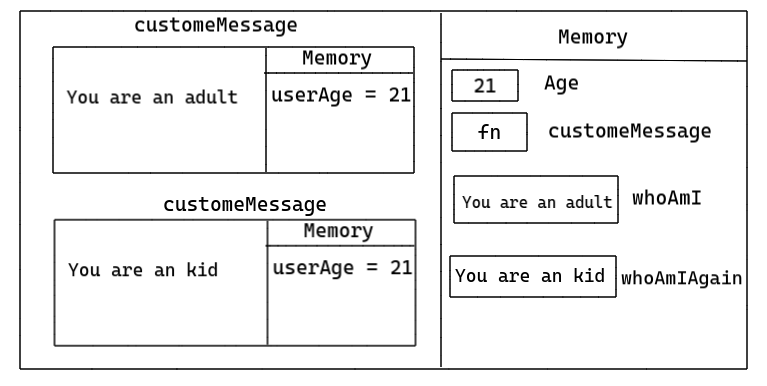 customeMessage
Memory
You are an adult
userAge = 21
customeMessage
Memory
You are an kid
userAge = 21
Memory
21 Age
fn customeMessage
You are an adult whoAmI
You are an kid whoAmIAgain